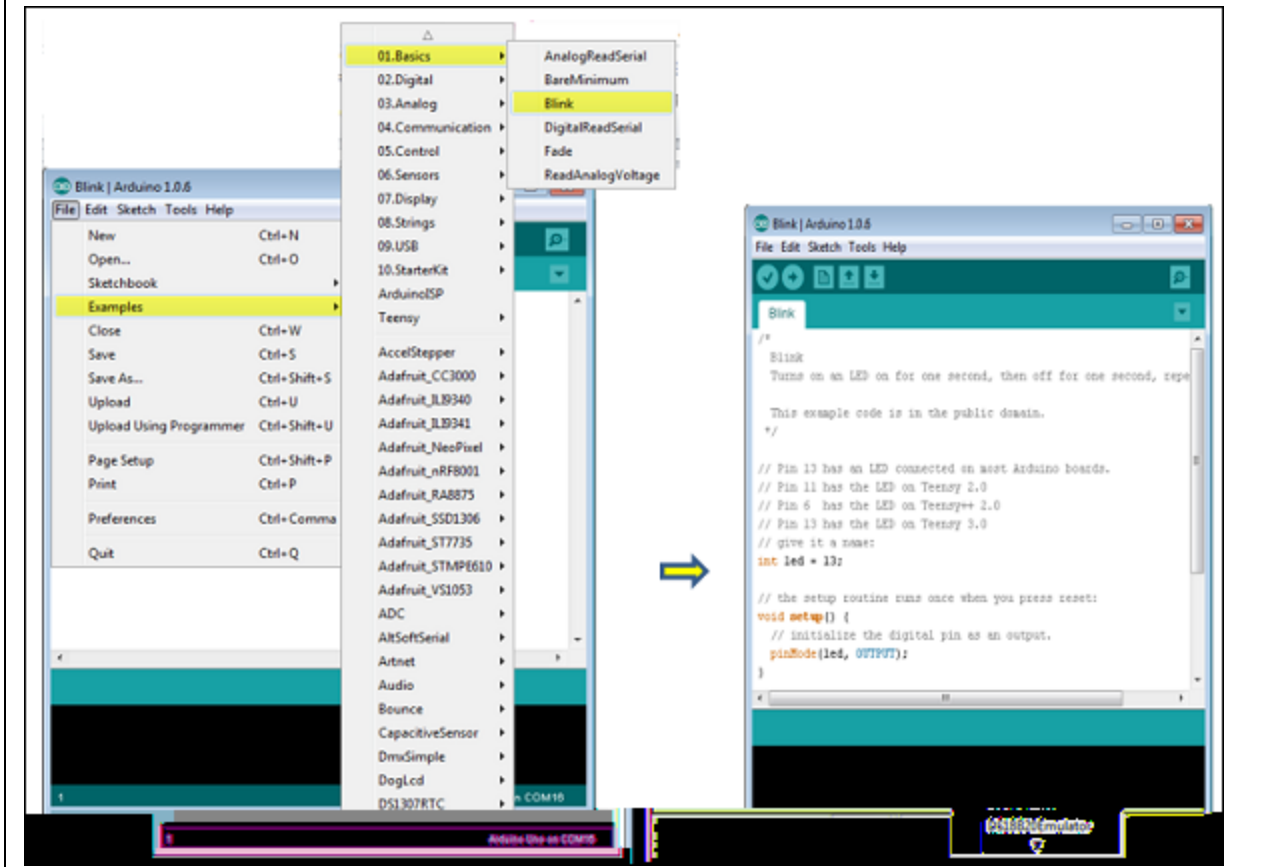 01.Basics
02.Digital
03.Analog
04.Communication
05.Control
06.Sensors
07.Display
08.Strings
09.USB
10.StarterKit
ArduinoISP
Teensy
AccelStepper
Adafruit_CC3000
Adafruit_ILI9340
Adafruit_ILI9341
Adafruit_NeoPixel
Adafruit_nRF8001
Adafruit_RA8875
Adafruit_SSD1306
Adafruit_ST7735
Adafruit_STMPE610
Adafruit_VS1053
ADC
AltSoftSerial
Artnet
Audio
Bounce
CapacitiveSensor
DmxSimple
DogLcd
DS1307RTC
AnalogReadSerial
BareMinimum
Blink
DigitalReadSerial
Fade
ReadAnalogVoltage
Blink | Arduino 1.0.6
File Edit Sketch Tools Help
New Ctrl+N
Open... Ctrl+O
Sketchbook
Examples
Close Ctrl+W
Save Ctrl+S
Save As... Ctrl+Shift+S
Upload Ctrl+U
Upload Using Programmer Ctrl+Shift+U
Page Setup Ctrl+Shift+P
Print Ctrl+P
Preferences Ctrl+Comma
Quit Ctrl+Q
1 on COM16
Blink | Arduino 1.0.6
File Edit Sketch Tools Help
Blink
/*
Blink
Turns on an LED on for one second, then off for one second, repe
This example code is in the public domain.
*/
// Pin 13 has an LED connected on most Arduino boards.
// Pin 11 has the LED on Teensy 2.0
// Pin 6 has the LED on Teensy++ 2.0
// Pin 13 has the LED on Teensy 3.0
// give it a name:
int led = 13;
// the setup routine runs once when you press reset:
void setup() {
// initialize the digital pin as an output.
pinMode(led, OUTPUT);
}
1 Arduino Uno on COM16